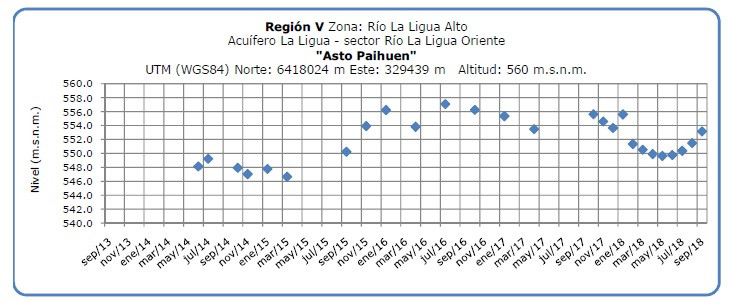 Región V Zona: Río La Ligua Alto
Acuífero La Ligua - sector Río La Ligua Oriente
"Asto Paihuen"
UTM (WGS84) Norte: 6418024 m Este: 329439 m Altitud: 560 m.s.n.m.
Nivel (m.s.n.m.)
560.0
558.0
556.0
554.0
552.0
550.0
548.0
546.0
544.0
542.0
540.0
sep/13
nov/13
ene/14
mar/14
may/14
jul/14
sep/14
nov/14
ene/15
mar/15
may/15
jul/15
sep/15
nov/15
ene/16
mar/16
may/16
jul/16
sep/16
nov/16
ene/17
mar/17
may/17
jul/17
sep/17
nov/17
ene/18
mar/18
may/18
jul/18
sep/18